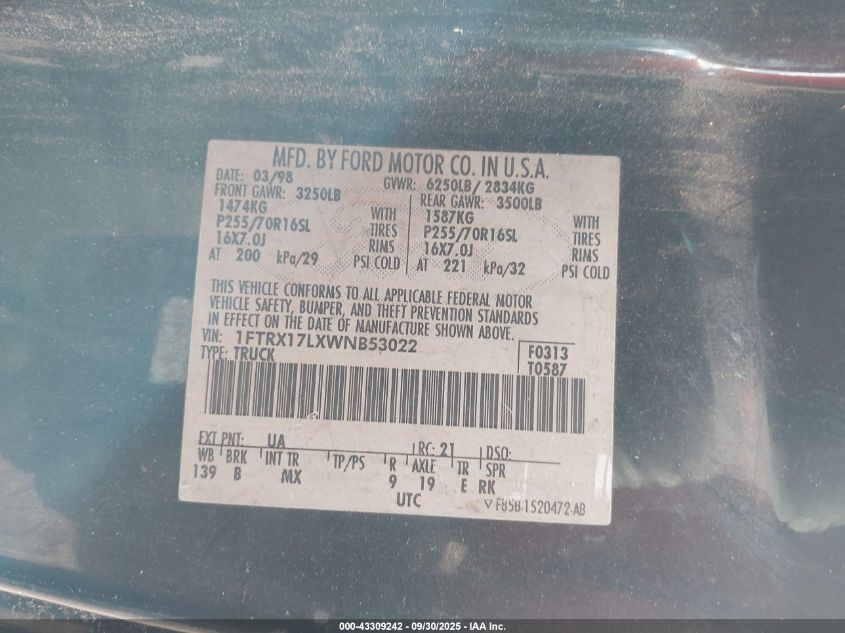 MFD. BY FORD MOTOR CO. IN U.S.A.
DATE: 03/98 GVWR: 6250LB/ 2834KG
FRONT GAWR: 3250LB REAR GAWR: 3500LB
1474KG WITH 1587KG WITH
P255/70R16SL TIRES P255/70R16SL TIRES
16X7.0J RIMS 16X7.0J RIMS
AT 200 kPa/29 PSI COLD AT 221 kPa/32 PSI COLD
THIS VEHICLE CONFORMS TO ALL APPLICABLE FEDERAL MOTOR
VEHICLE SAFETY, BUMPER, AND THEFT PREVENTION STANDARDS
IN EFFECT ON THE DATE OF MANUFACTURE SHOWN ABOVE.
VIN: 1FTRX17LXWNB53022 F0313
TYPE: TRUCK T0587
EXT PNT: UA RC: 21 DSO:
WB BRK INT TR TP/PS R AXLE TR SPR
139 B MX 9 19 E RK
UTC F85B-1520472-AB
000-43309242 - 09/30/2025 - IAA Inc.